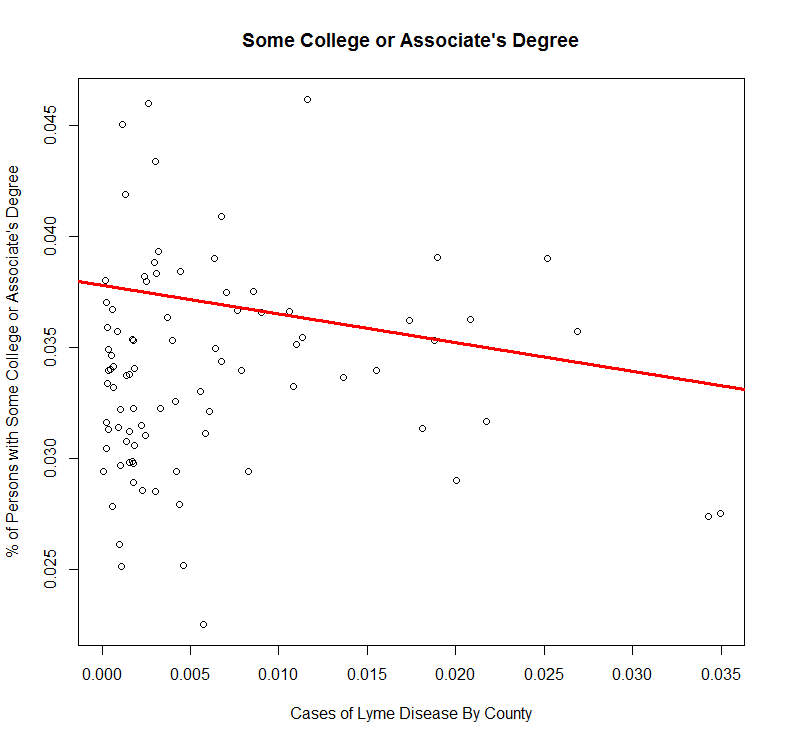 Some College or Associate's Degree
% of Persons with Some College or Associate's Degree
0.045
0.040
0.035
0.030
0.025
0.000 0.005 0.010 0.015 0.020 0.025 0.030 0.035
Cases of Lyme Disease By County